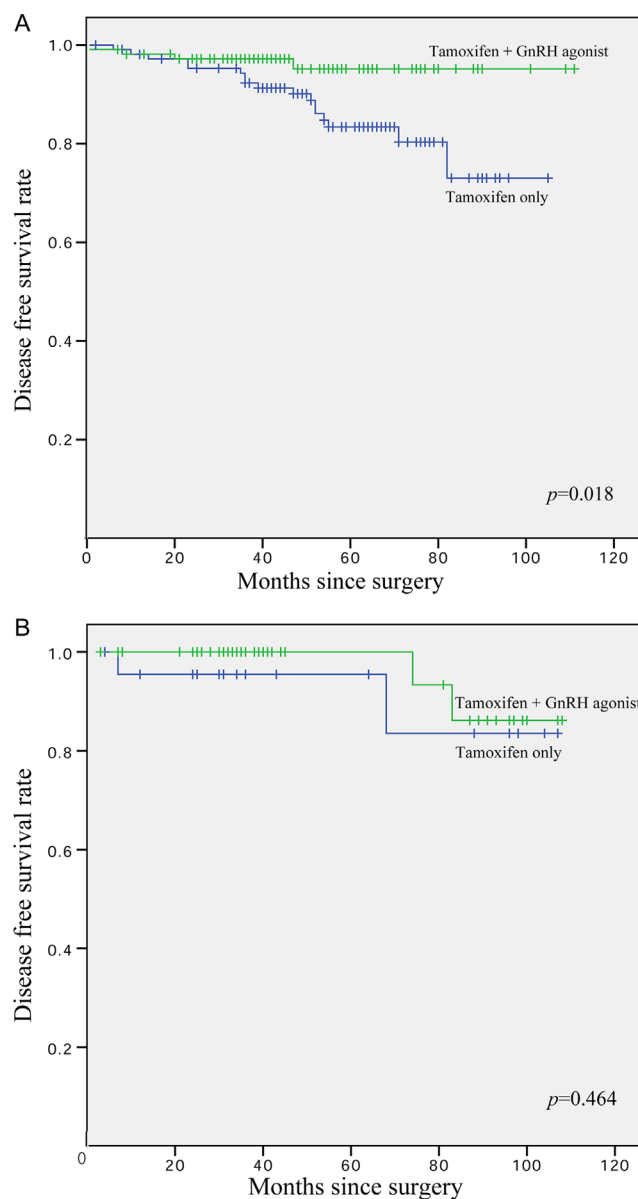 A
1.0
0.8
0.6
0.4
0.2
Disease free survival rate
Tamoxifen + GnRH agonist
Tamoxifen only
p=0.018
0 20 40 60 80 100 120
Months since surgery
B
1.0
0.8
0.6
0.4
0.2
Disease free survival rate
Tamoxifen + GnRH agonist
Tamoxifen only
p=0.464
0 20 40 60 80 100 120
Months since surgery